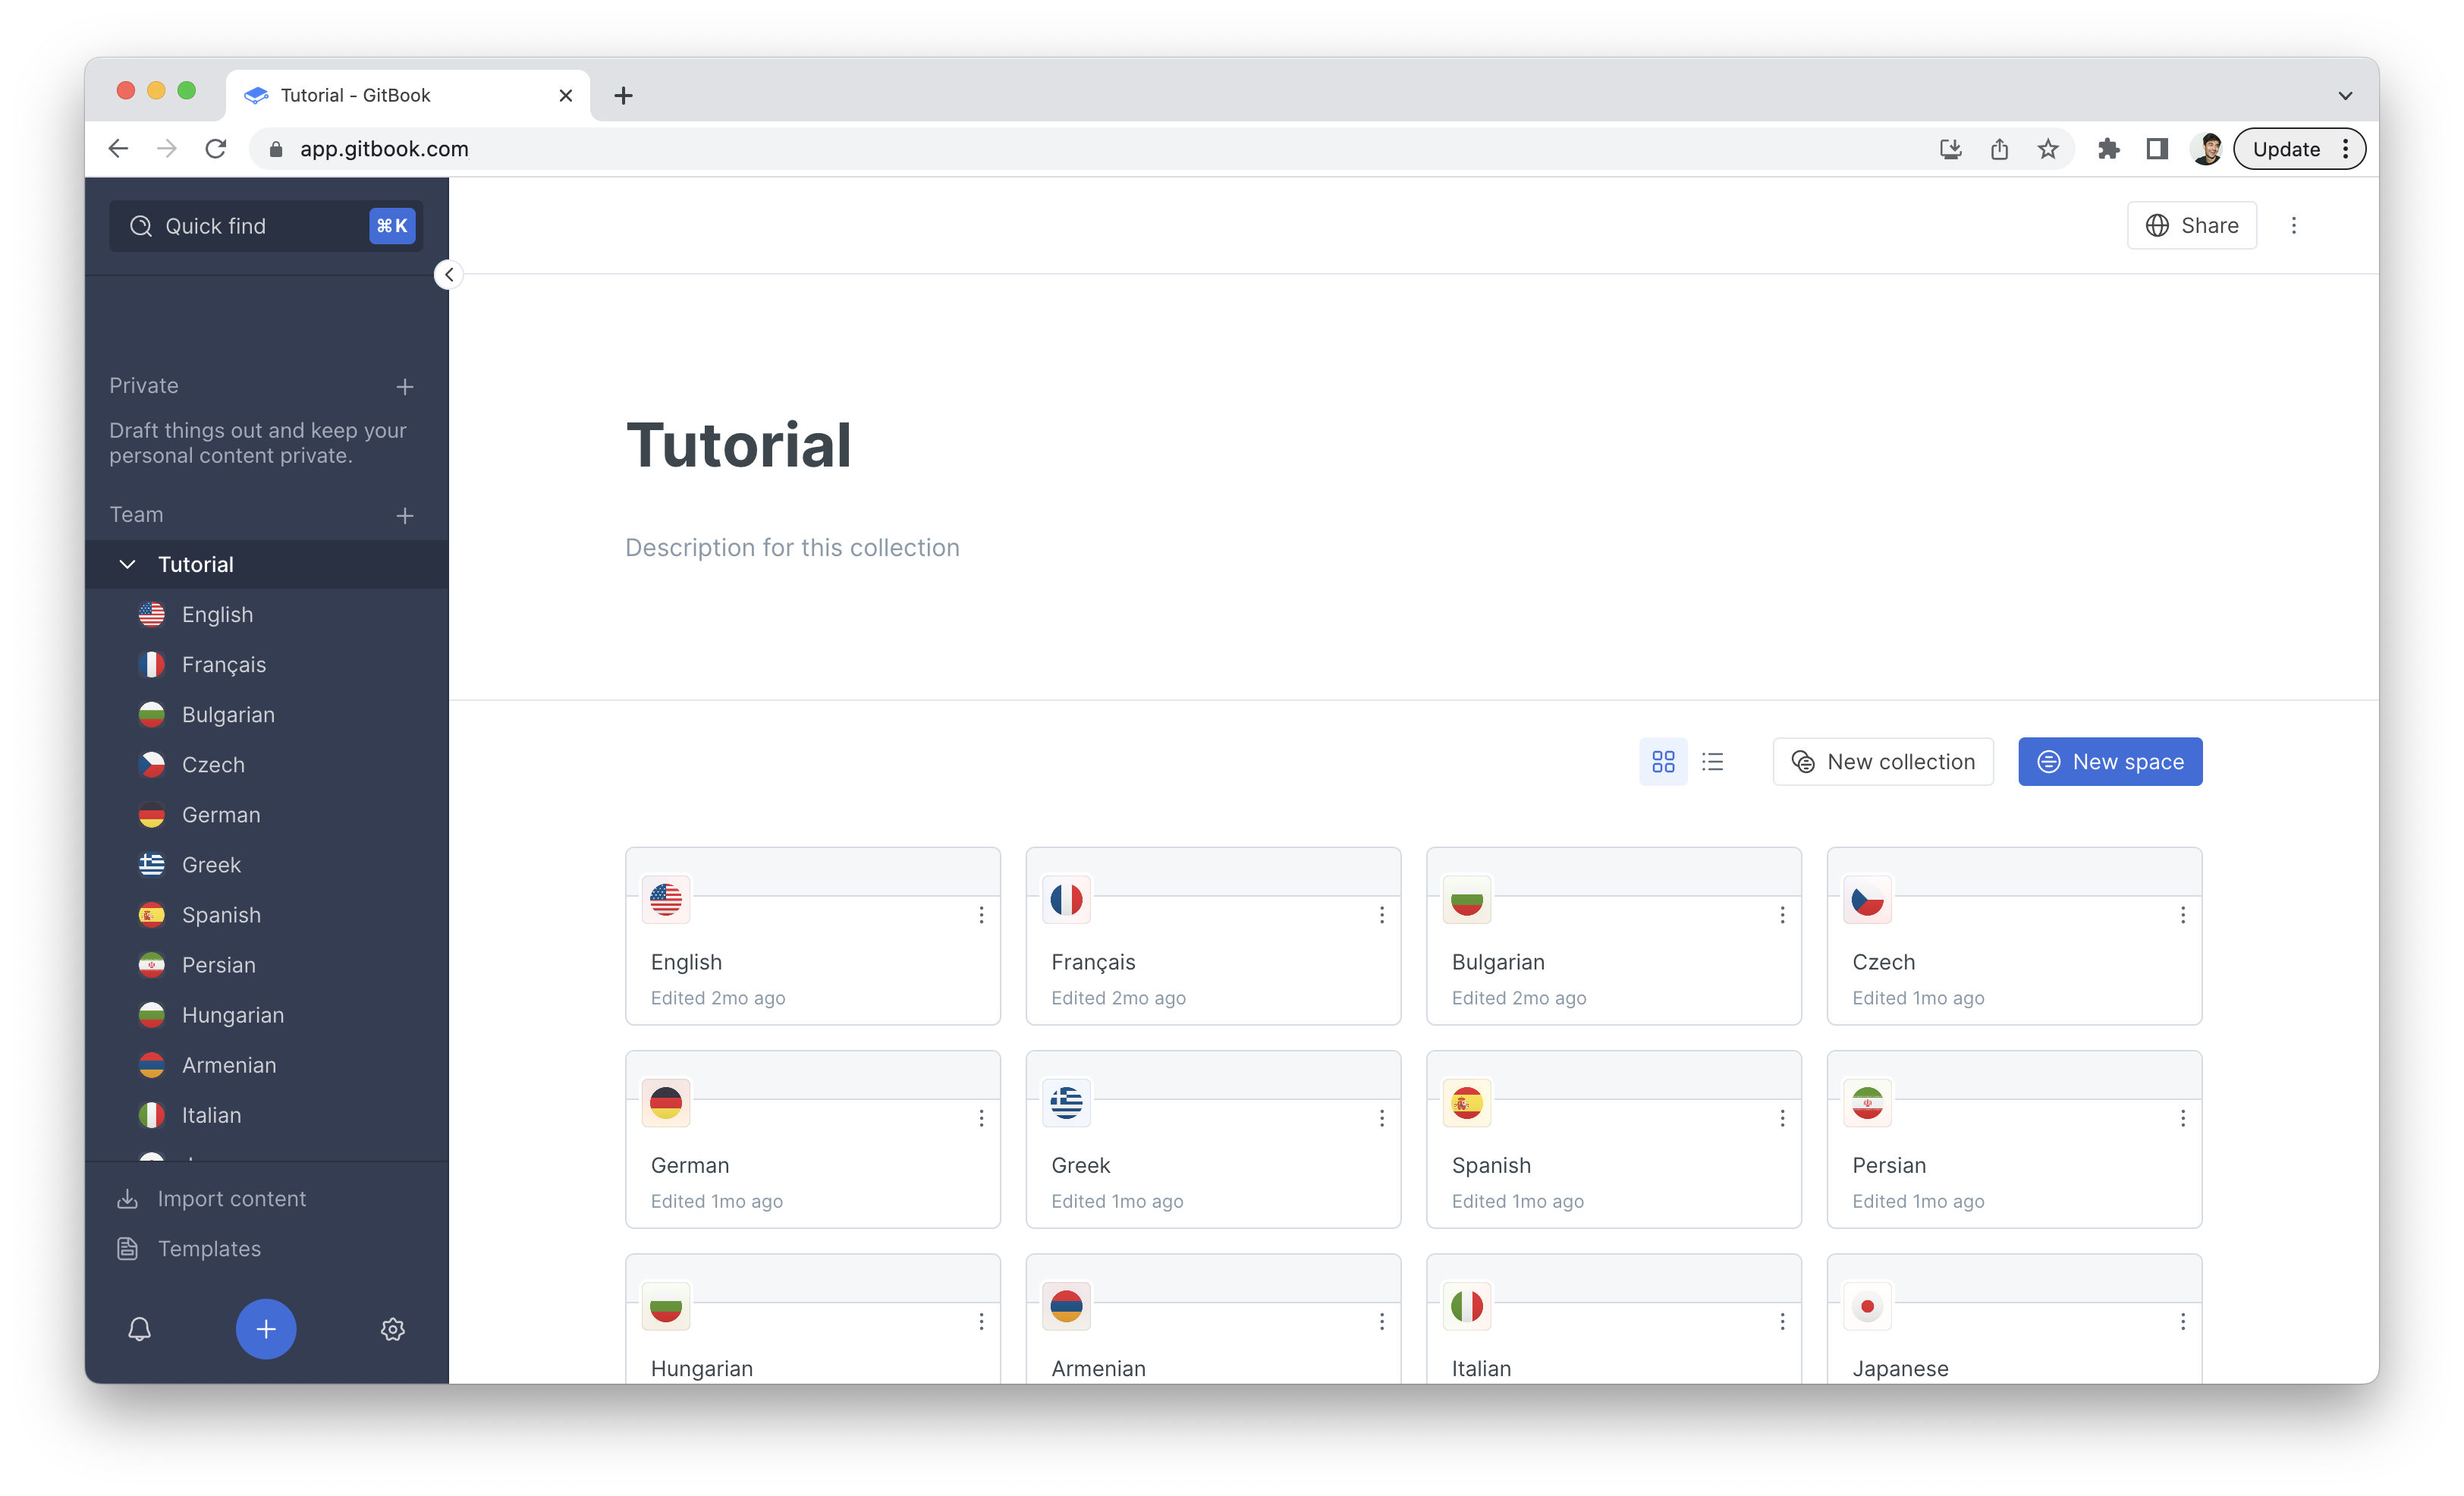 Tutorial - GitBook
app.gitbook.com
Update
Quick find
⌘K
Share
Private
Draft things out and keep your
personal content private.
Team
Tutorial
English
Français
Bulgarian
Czech
German
Greek
Spanish
Persian
Hungarian
Armenian
Italian
Import content
Templates
Tutorial
Description for this collection
New collection
New space
English
Edited 2mo ago
Français
Edited 2mo ago
Bulgarian
Edited 2mo ago
Czech
Edited 1mo ago
German
Edited 1mo ago
Greek
Edited 1mo ago
Spanish
Edited 1mo ago
Persian
Edited 1mo ago
Hungarian
Armenian
Italian
Japanese